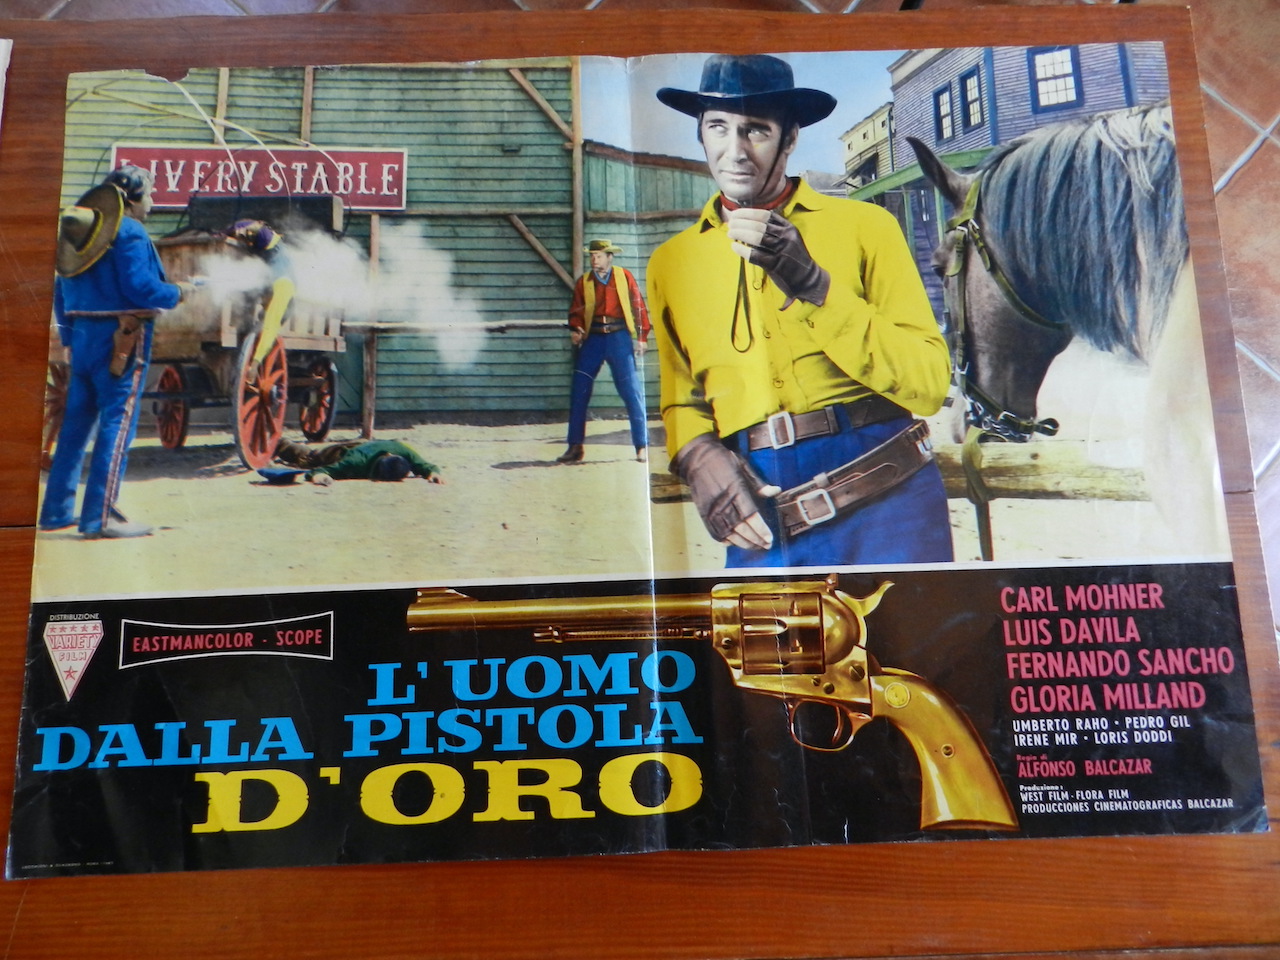 LIVERY STABLE
DISTRIBUZIONE
VARIETY
FILM
EASTMANCOLOR - SCOPE
L'UOMO
DALLA PISTOLA
D'ORO
CARL MOHNER
LUIS DAVILA
FERNANDO SANCHO
GLORIA MILLAND
UMBERTO RAHO · PEDRO GIL
IRENE MIR · LORIS DODDI
Regia di
ALFONSO BALCAZAR
Produzione:
WEST FILM - FLORA FILM
PRODUCCIONES CINEMATOGRAFICAS BALCAZAR